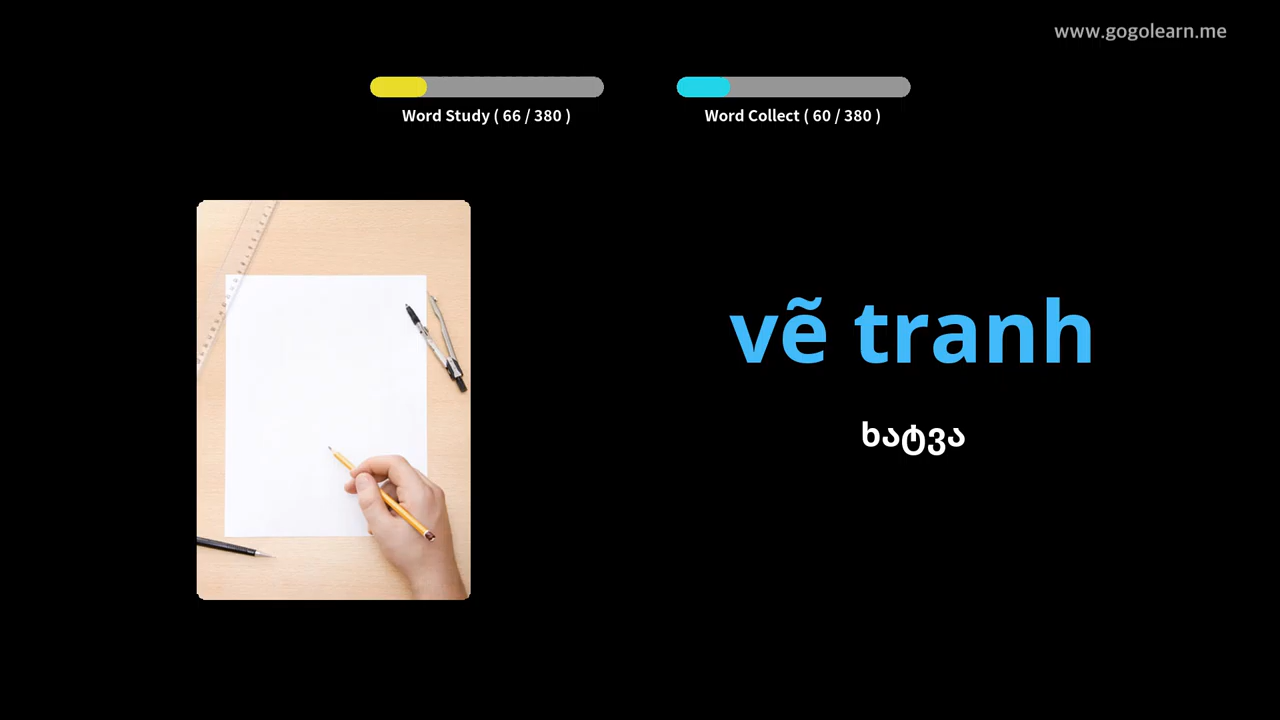 www.gogolearn.me
Word Study ( 66 / 380 )
Word Collect ( 60 / 380 )
vẽ tranh
ხატვა